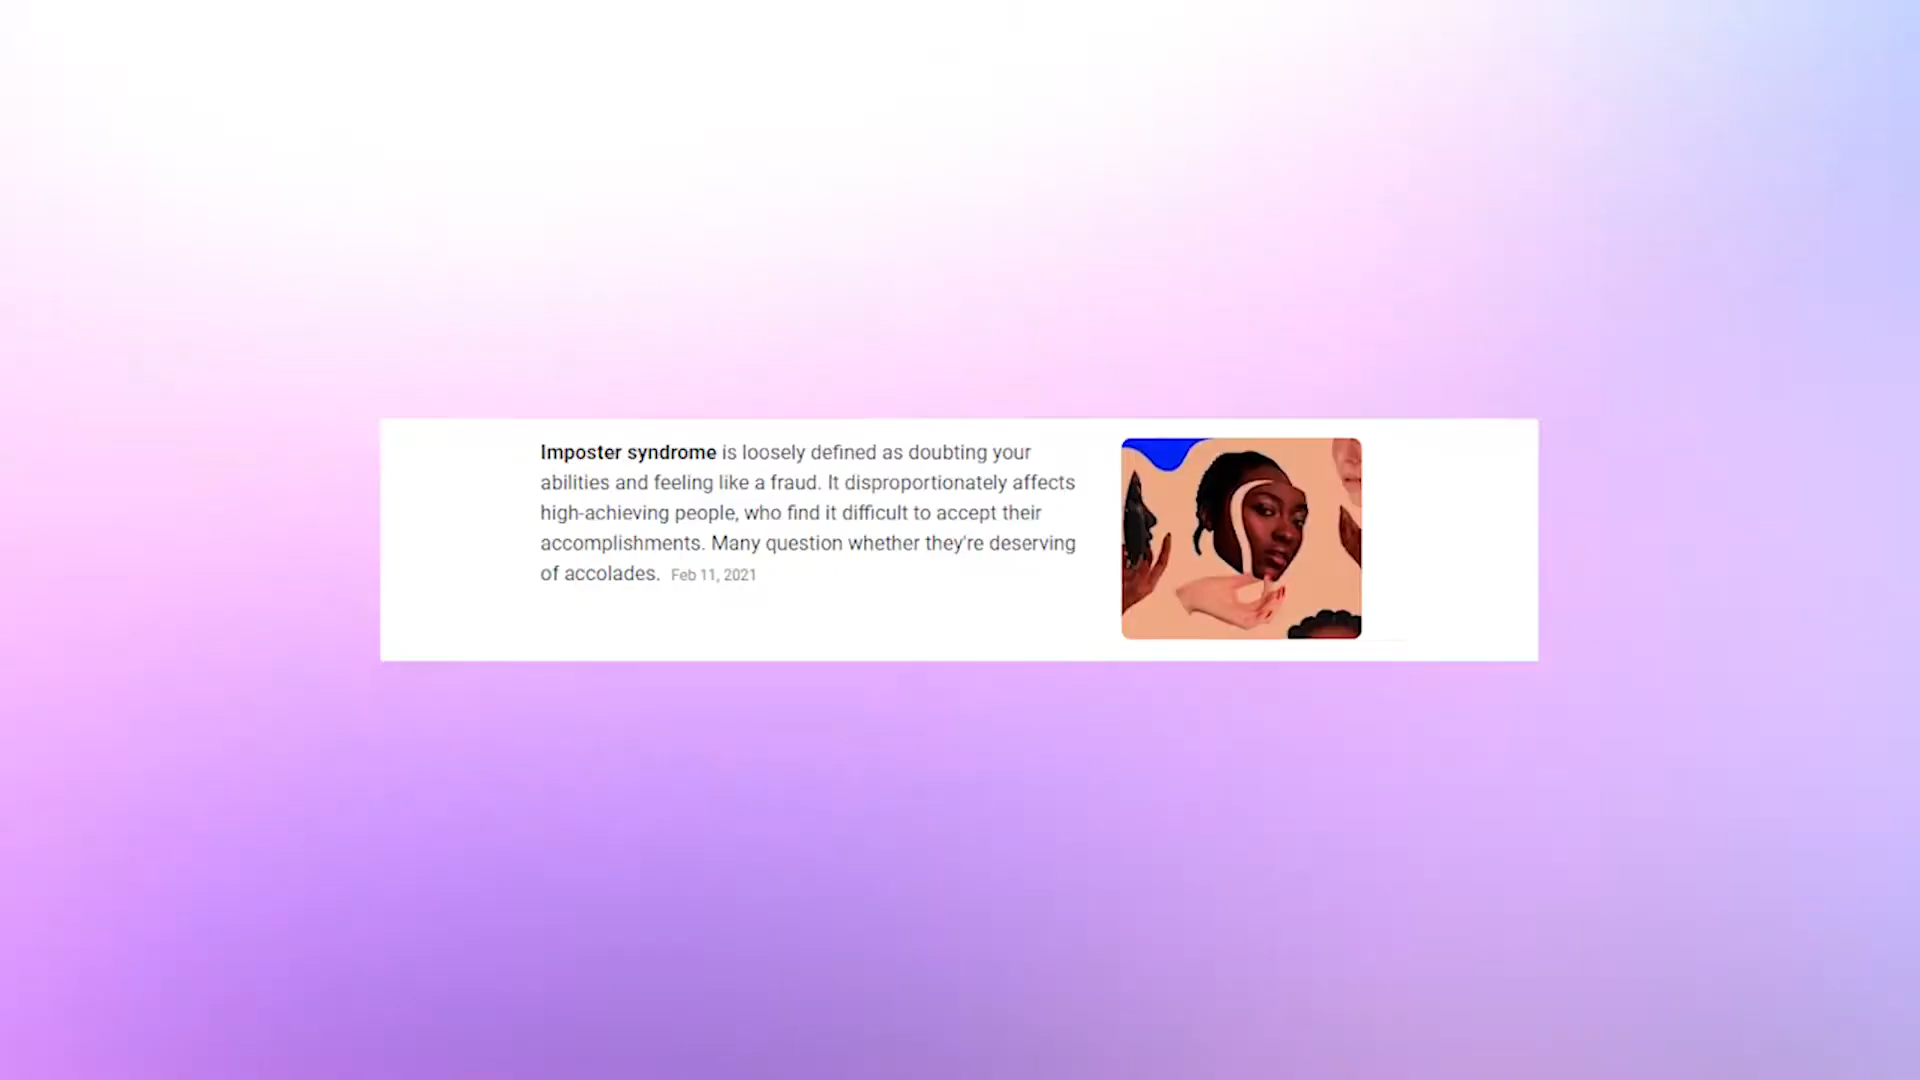 Imposter syndrome is loosely defined as doubting your
abilities and feeling like a fraud. It disproportionately affects
high-achieving people, who find it difficult to accept their
accomplishments. Many question whether they're deserving
of accolades. Feb 11, 2021